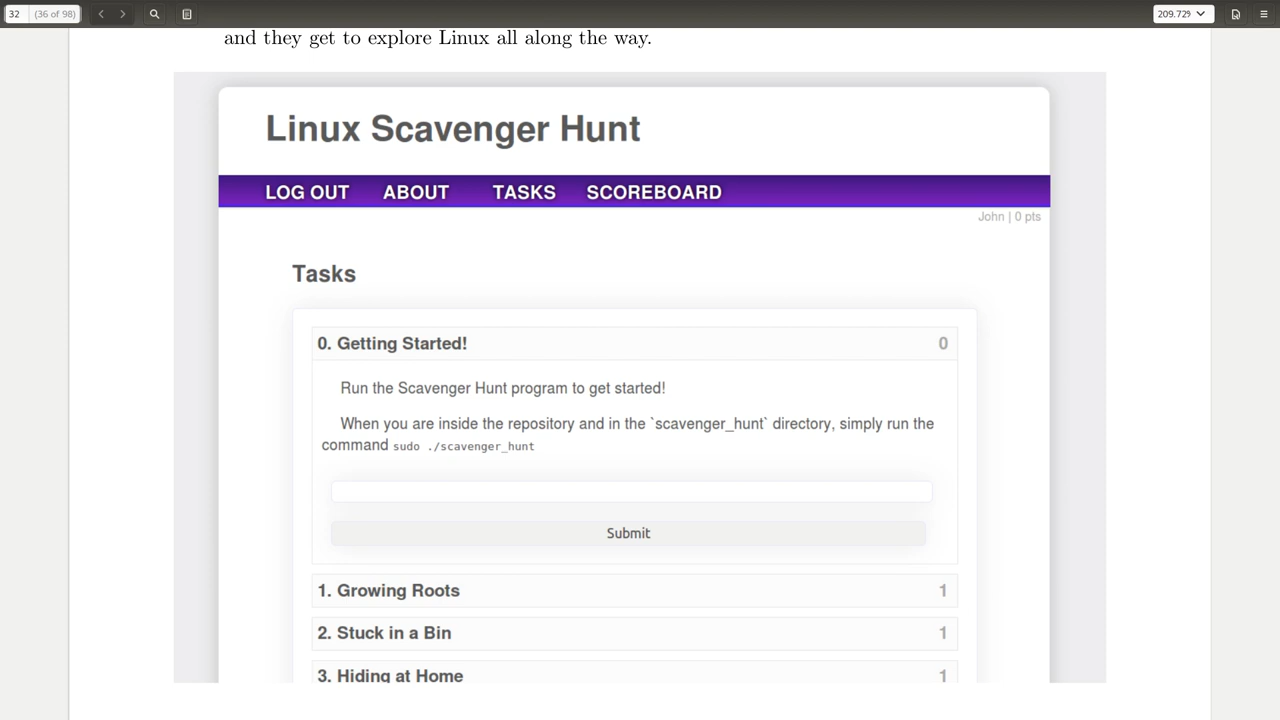 32 (36 of 98) 209.72%
and they get to explore Linux all along the way.
Linux Scavenger Hunt
LOG OUT ABOUT TASKS SCOREBOARD
John | 0 pts
Tasks
0. Getting Started! 0
Run the Scavenger Hunt program to get started!
When you are inside the repository and in the `scavenger_hunt` directory, simply run the
command sudo ./scavenger_hunt
Submit
1. Growing Roots 1
2. Stuck in a Bin 1
3. Hiding at Home 1